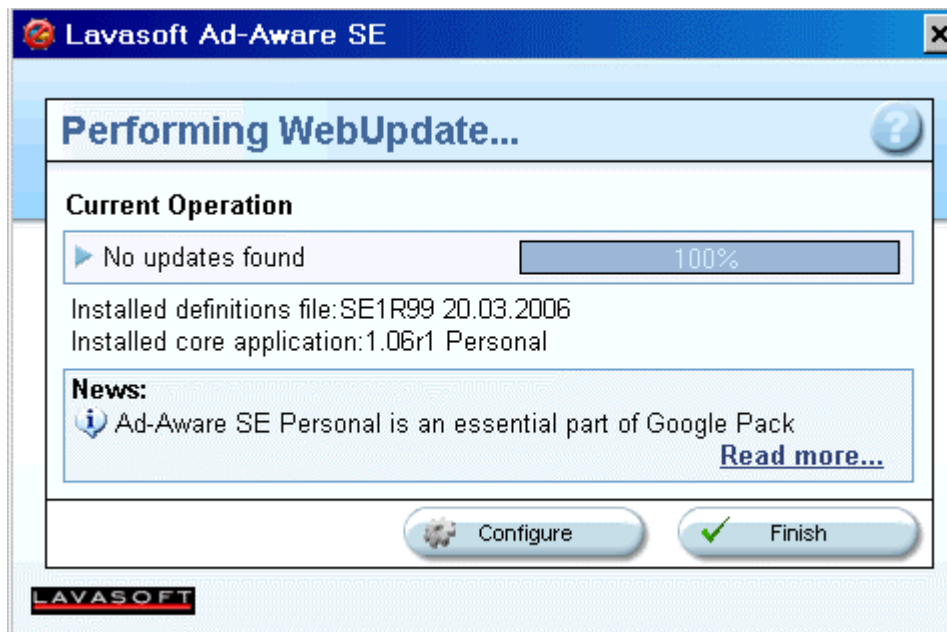 Lavasoft Ad-Aware SE
Performing WebUpdate...
Current Operation
No updates found
100%
Installed definitions file:SE1R99 20.03.2006
Installed core application:1.06r1 Personal
News:
Ad-Aware SE Personal is an essential part of Google Pack
Read more...
Configure
Finish
LAVASOFT